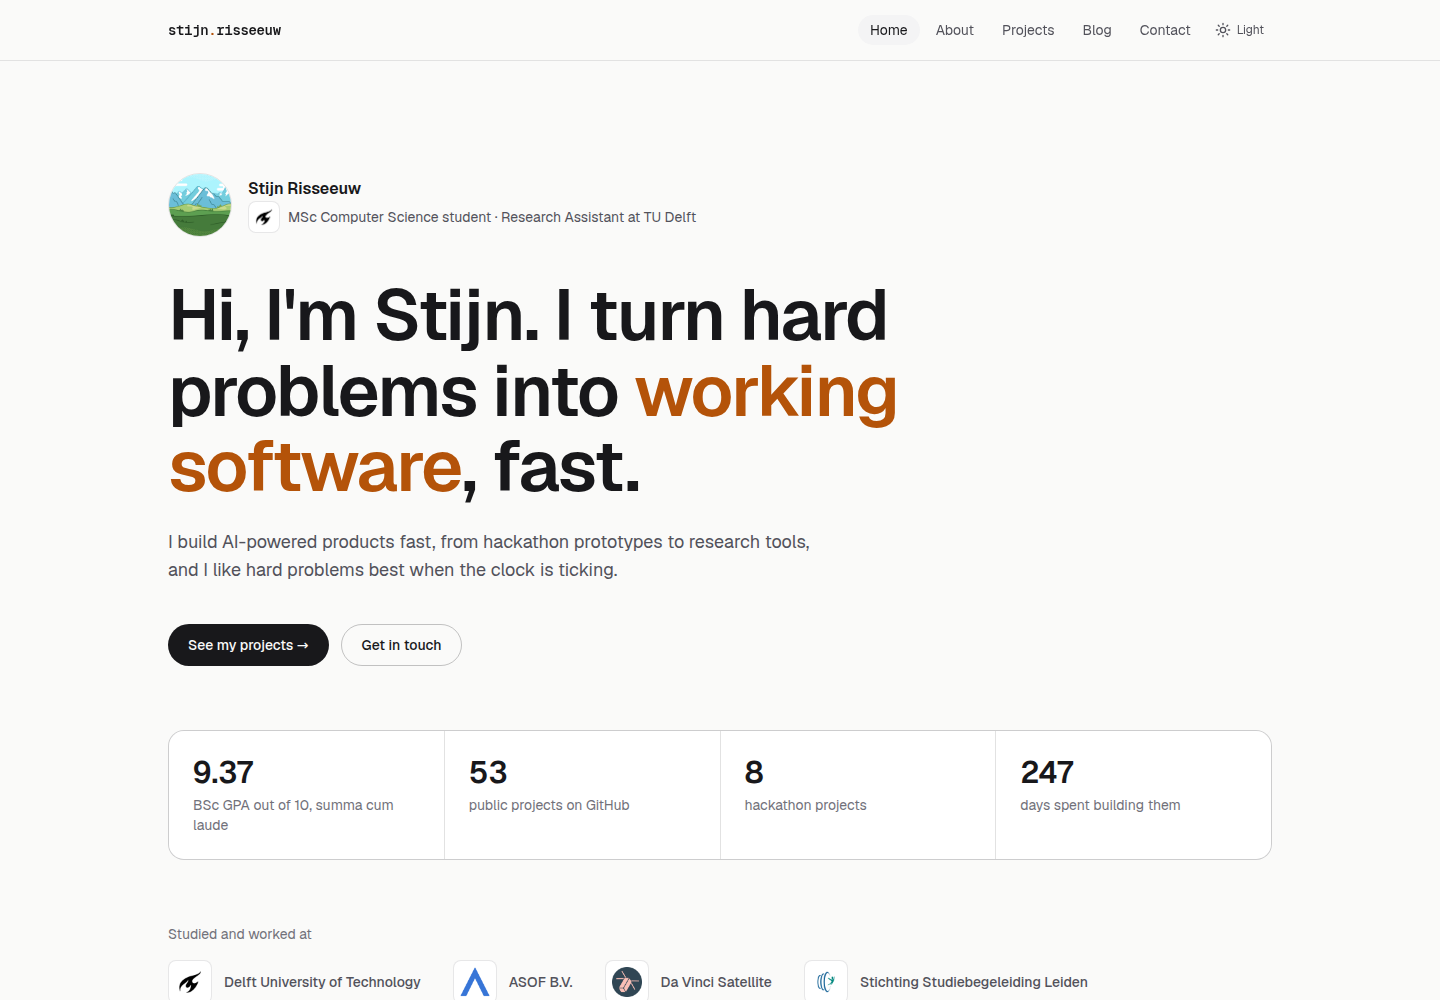 stijn.risseeuw
Home
About
Projects
Blog
Contact
Light
Stijn Risseeuw
MSc Computer Science student · Research Assistant at TU Delft
Hi, I'm Stijn. I turn hard
problems into working
software, fast.
I build AI-powered products fast, from hackathon prototypes to research tools,
and I like hard problems best when the clock is ticking.
See my projects →
Get in touch
9.37
BSc GPA out of 10, summa cum
laude
53
public projects on GitHub
8
hackathon projects
247
days spent building them
Studied and worked at
Delft University of Technology
ASOF B.V.
Da Vinci Satellite
Stichting Studiebegeleiding Leiden